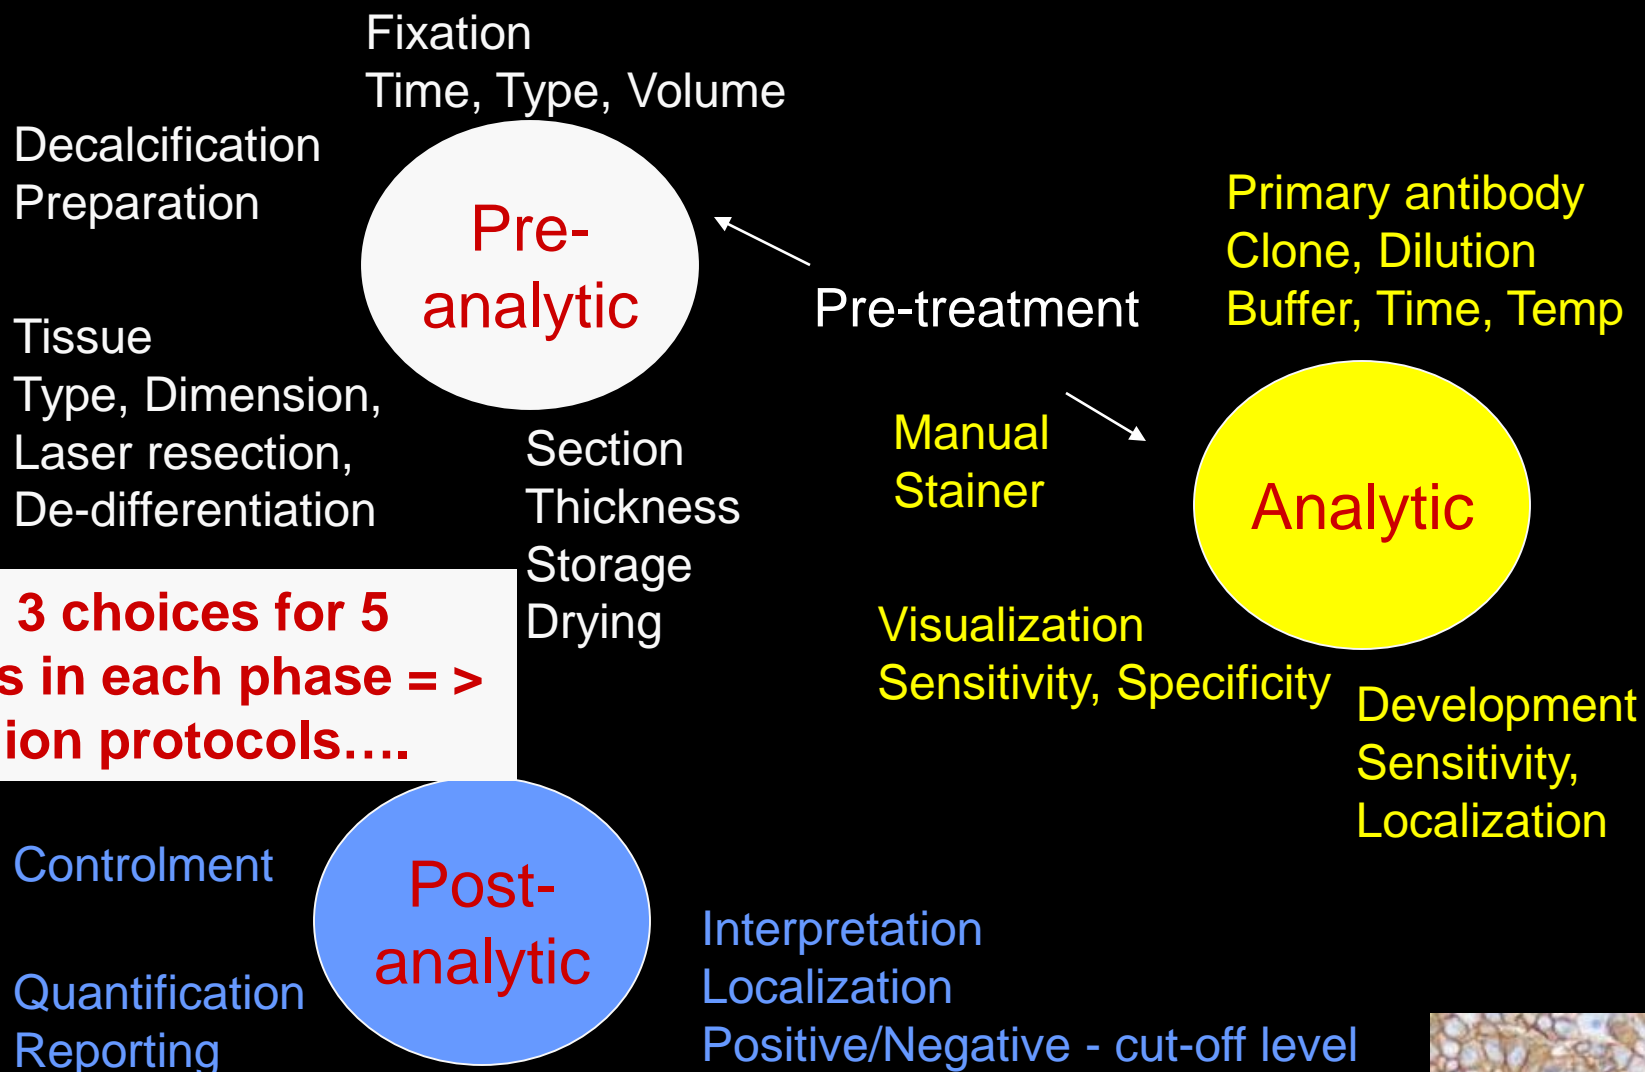 Fixation
Time, Type, Volume
Decalcification
Preparation
Pre-
analytic
Tissue
Type, Dimension,
Laser resection,
De-differentiation
Section
Thickness
Storage
Drying
Pre-treatment
Primary antibody
Clone, Dilution
Buffer, Time, Temp
Manual
Stainer
Analytic
Visualization
Sensitivity, Specificity
Development
Sensitivity,
Localization
3 choices for 5
in each phase = >
protocols….
Controlment
Post-
analytic
Quantification
Reporting
Interpretation
Localization
Positive/Negative - cut-off level